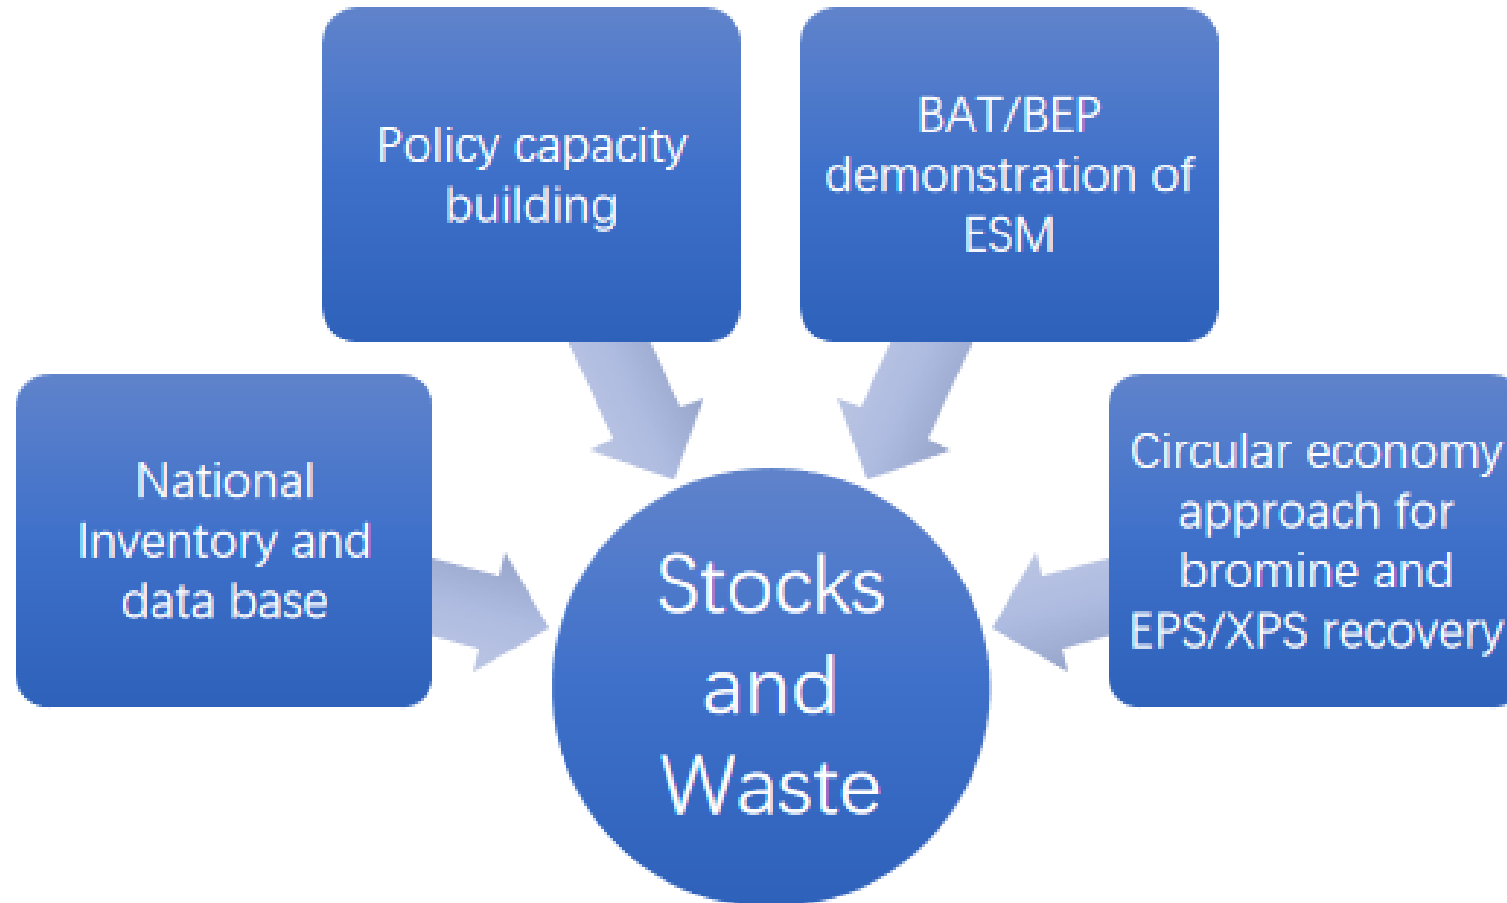 Policy capacity
building
BAT/BEP
demonstration of
ESM
National
Inventory and
data base
Circular economy
approach for
bromine and
EPS/XPS recovery
Stocks
and
Waste